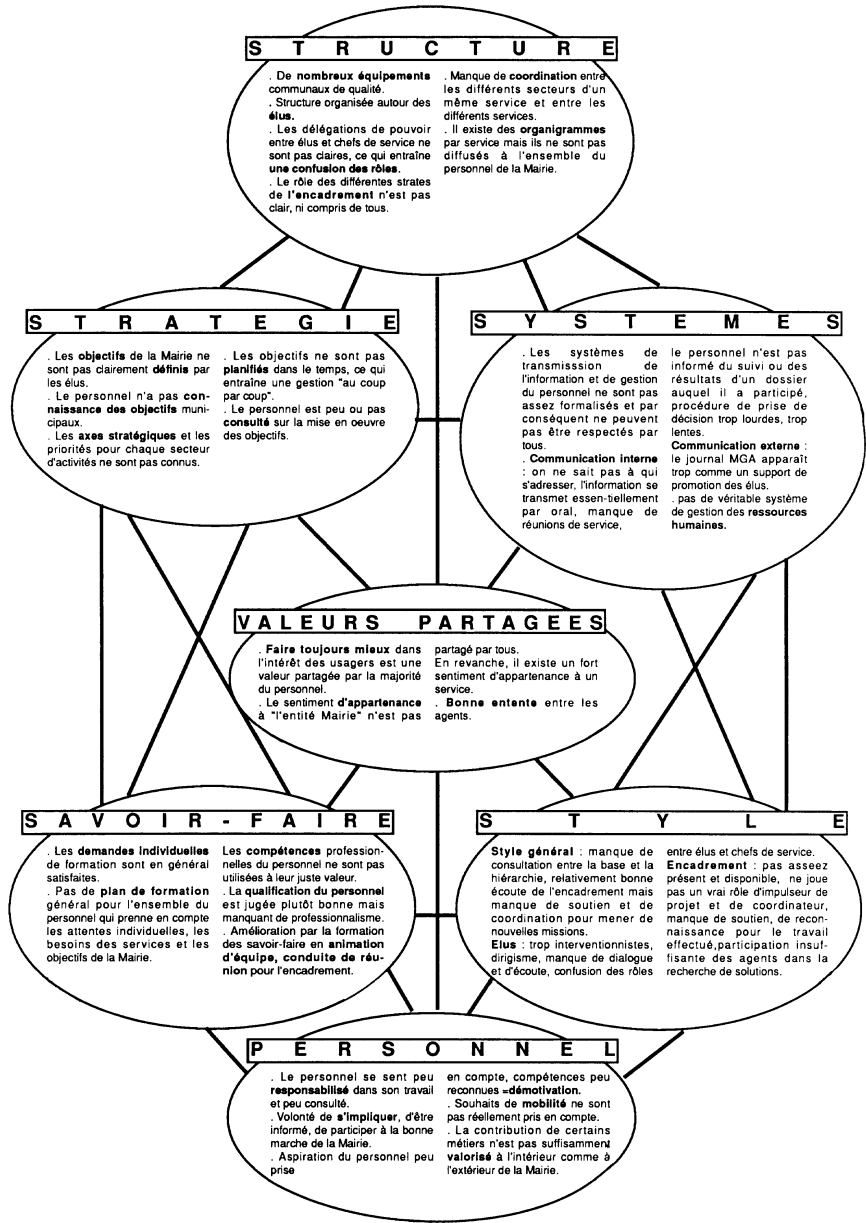 STRUCTURE
. De nombreux équipements
communaux de qualité.
. Structure organisée autour des
élus.
. Les délégations de pouvoir
entre élus et chefs de service ne
sont pas claires, ce qui entraîne
une confusion des rôles.
. Le rôle des différentes strates
de l'encadrement n'est pas
clair, ni compris de tous.
. Manque de coordination entre
les différents secteurs d'un
même service et entre les
différents services.
. Il existe des organigrammes
par service mais ils ne sont pas
diffusés à l'ensemble du
personnel de la Mairie.
STRATEGIE
. Les objectifs de la Mairie ne
sont pas clairement définis par
les élus.
. Le personnel n'a pas con-
naissance des objectifs muni-
cipaux.
. Les axes stratégiques et les
priorités pour chaque secteur
d'activités ne sont pas connus.
. Les objectifs ne sont pas
planifiés dans le temps, ce qui
entraîne une gestion "au coup
par coup".
. Le personnel est peu ou pas
consulté sur la mise en oeuvre
des objectifs.
SYSTEMES
. Les systèmes de
transmisssion de
l'information et de gestion
du personnel ne sont pas
assez formalisés et par
conséquent ne peuvent
pas être respectés par
tous.
. Communication interne
: on ne sait pas à qui
s'adresser, l'information se
transmet essen-tiellement
par oral, manque de
réunions de service,
le personnel n'est pas
informé du suivi ou des
résultats d'un dossier
auquel il a participé,
procédure de prise de
décision trop lourdes, trop
lentes.
Communication externe :
le journal MGA apparaît
trop comme un support de
promotion des élus.
. pas de véritable système
de gestion des ressources
humaines.
VALEURS PARTAGEES
. Faire toujours mieux dans
l'intérêt des usagers est une
valeur partagée par la majorité
du personnel.
. Le sentiment d'appartenance
à "l'entité Mairie" n'est pas
partagé par tous.
En revanche, il existe un fort
sentiment d'appartenance à un
service.
. Bonne entente entre les
agents.
SAVOIR-FAIRE
. Les demandes individuelles
de formation sont en général
satisfaites.
. Pas de plan de formation
général pour l'ensemble du
personnel qui prenne en compte
les attentes individuelles, les
besoins des services et les
objectifs de la Mairie.
Les compétences profession-
nelles du personnel ne sont pas
utilisées à leur juste valeur.
. La qualification du personnel
est jugée plutôt bonne mais
manquant de professionnalisme.
. Amélioration par la formation
des savoir-faire en animation
d'équipe, conduite de réu-
nion pour l'encadrement.
STYLE
Style général : manque de
consultation entre la base et la
hiérarchie, relativement bonne
écoute de l'encadrement mais
manque de soutien et de
coordination pour mener de
nouvelles missions.
Elus : trop interventionnistes,
dirigisme, manque de dialogue
et d'écoute, confusion des rôles
entre élus et chefs de service.
Encadrement : pas asseez
présent et disponible, ne joue
pas un vrai rôle d'impulseur de
projet et de coordinateur,
manque de soutien, de recon-
naissance pour le travail
effectué,participation insuf-
fisante des agents dans la
recherche de solutions.
PERSONNEL
. Le personnel se sent peu
responsabilisé dans son travail
et peu consulté.
. Volonté de s'impliquer, d'être
informé, de participer à la bonne
marche de la Mairie.
. Aspiration du personnel peu
prise
en compte, compétences peu
reconnues =démotivation.
. Souhaits de mobilité ne sont
pas réellement pris en compte.
. La contribution de certains
métiers n'est pas suffisamment
valorisé à l'intérieur comme à
l'extérieur de la Mairie.